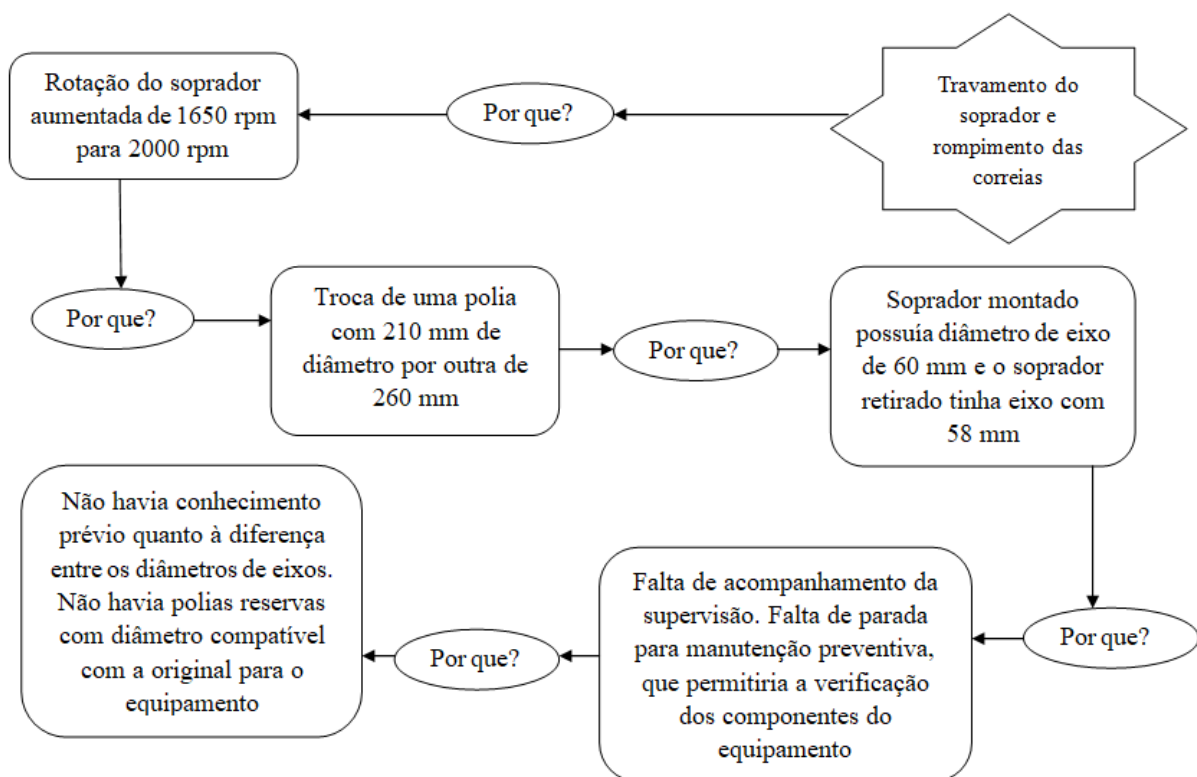 Travamento do
soprador e
rompimento das
correias
Por que?
Rotação do soprador
aumentada de 1650 rpm
para 2000 rpm
Por que?
Troca de uma polia
com 210 mm de
diâmetro por outra de
260 mm
Por que?
Soprador montado
possuía diâmetro de eixo
de 60 mm e o soprador
retirado tinha eixo com
58 mm
Por que?
Falta de acompanhamento da
supervisão. Falta de parada
para manutenção preventiva,
que permitiria a verificação
dos componentes do
equipamento
Por que?
Não havia conhecimento
prévio quanto à diferença
entre os diâmetros de eixos.
Não havia polias reservas
com diâmetro compatível
com a original para o
equipamento